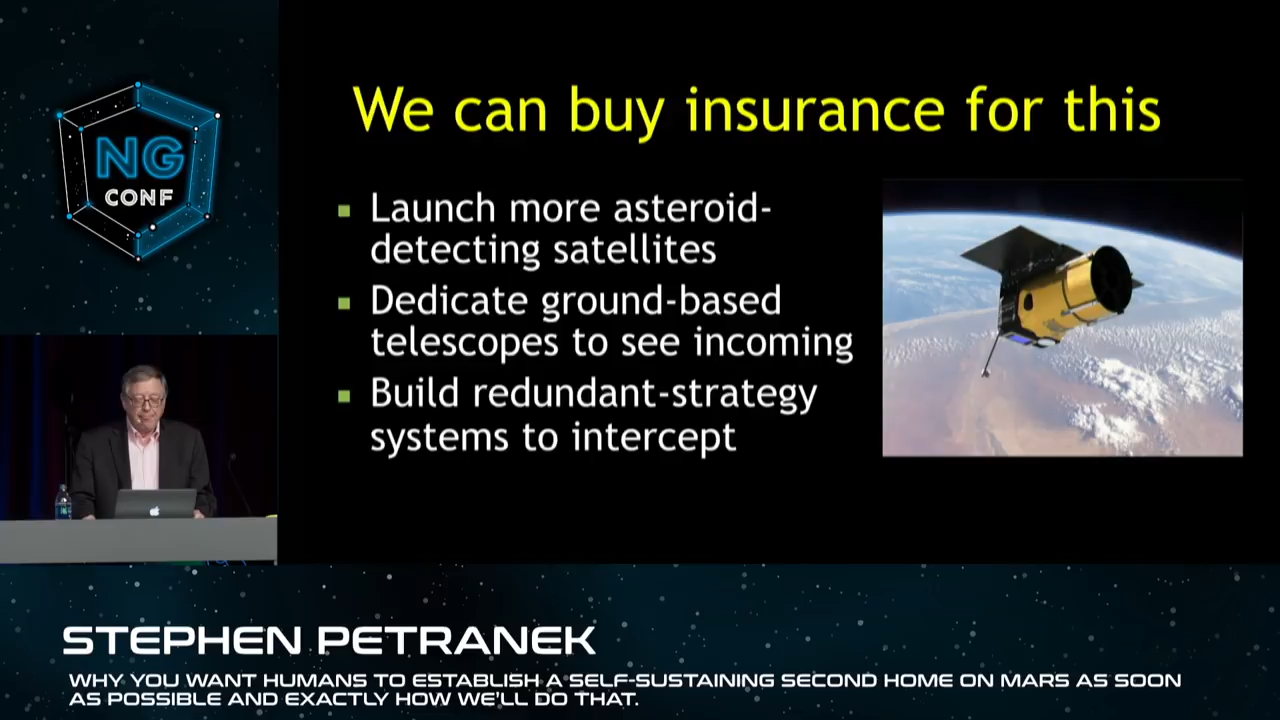 NG
CONF
We can buy insurance for this
Launch more asteroid-
detecting satellites
Dedicate ground-based
telescopes to see incoming
Build redundant-strategy
systems to intercept
STEPHEN PETRANEK
WHY YOU WANT HUMANS TO ESTABLISH A SELF-SUSTAINING SECOND HOME ON MARS AS SOON
AS POSSIBLE AND EXACTLY HOW WE'LL DO THAT.